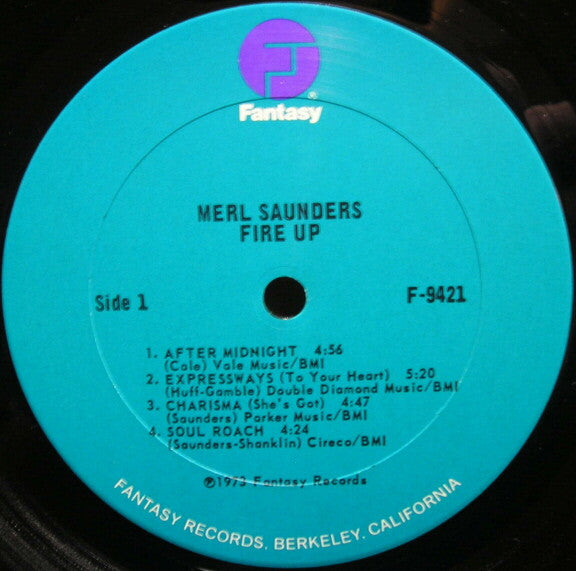 Fantasy®
MERL SAUNDERS
FIRE UP
Side 1
F-9421
1. AFTER MIDNIGHT 4:56
(Cale) Vale Music/BMI
2. EXPRESSWAYS (To Your Heart) 5:20
(Huff-Gamble) Double Diamond Music/BMI
3. CHARISMA (She's Got) 4:47
(Saunders) Parker Music/BMI
4. SOUL ROACH 4:24
(Saunders-Shanklin) Cireco/BMI
℗1973 Fantasy Records
FANTASY RECORDS, BERKELEY, CALIFORNIA